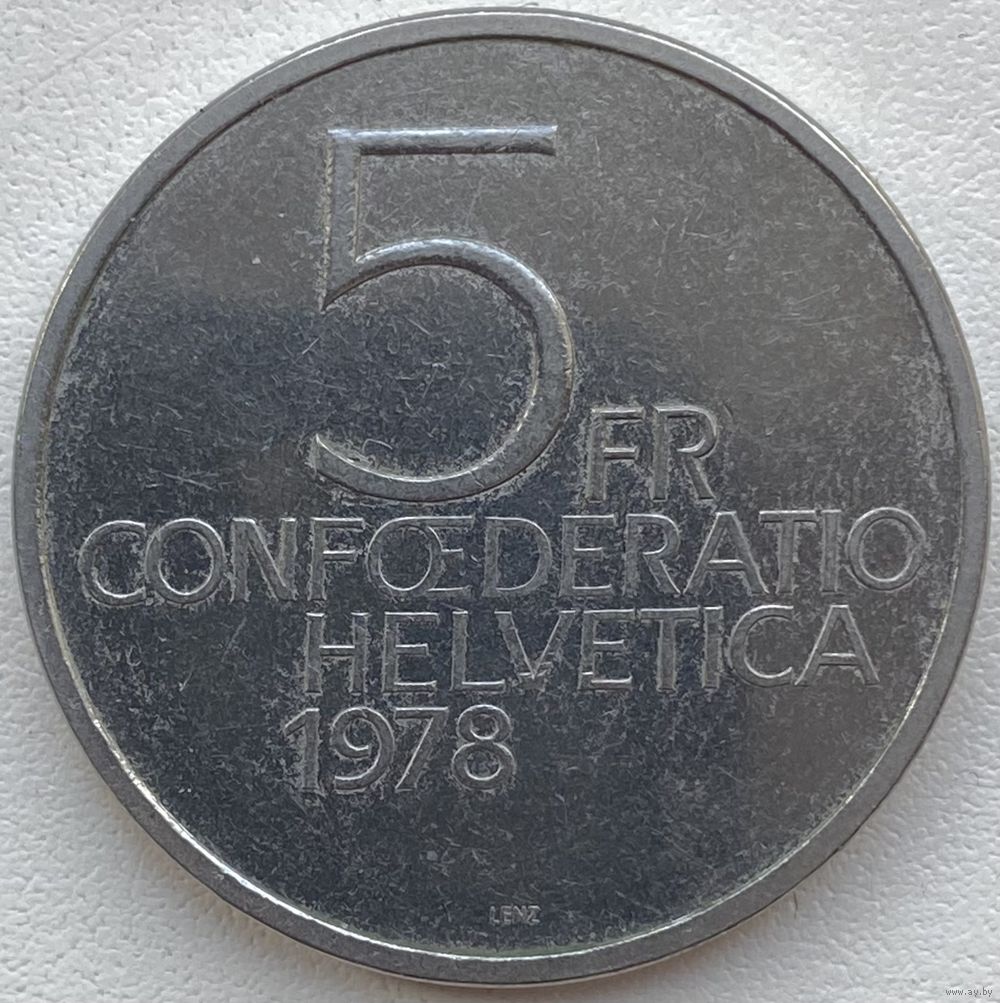 5 FR
CONFŒDERATIO
HELVETICA
1978
LENZ
www.ay.by